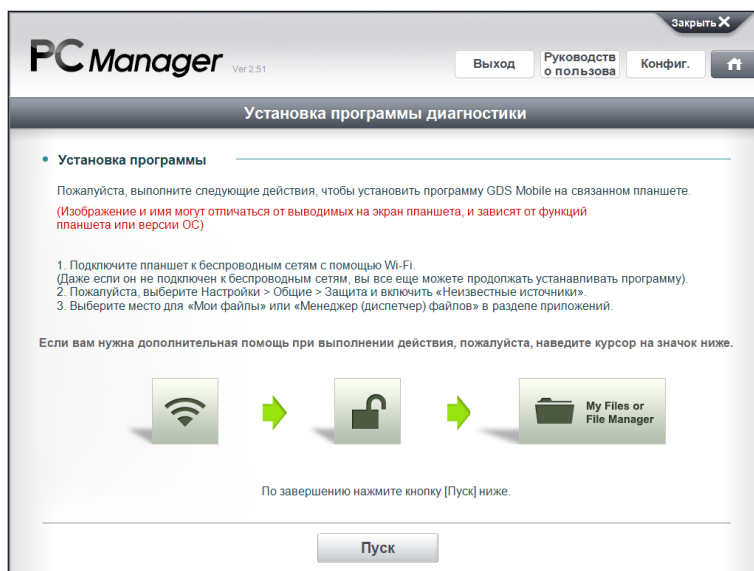 Закрыть X
PC Manager Ver 2.51
Выход
Руководств
о пользова
Конфиг.
Установка программы диагностики
• Установка программы
Пожалуйста, выполните следующие действия, чтобы установить программу GDS Mobile на связанном планшете.
(Изображение и имя могут отличаться от выводимых на экран планшета, и зависят от функций
планшета или версии ОС)
1. Подключите планшет к беспроводным сетям с помощью Wi-Fi.
(Даже если он не подключен к беспроводным сетям, вы все еще можете продолжать устанавливать программу).
2. Пожалуйста, выберите Настройки > Общие > Защита и включить «Неизвестные источники».
3. Выберите место для «Мои файлы» или «Менеджер (диспетчер) файлов» в разделе приложений.
Если вам нужна дополнительная помощь при выполнении действия, пожалуйста, наведите курсор на значок ниже.
My Files or
File Manager
По завершению нажмите кнопку [Пуск] ниже.
Пуск